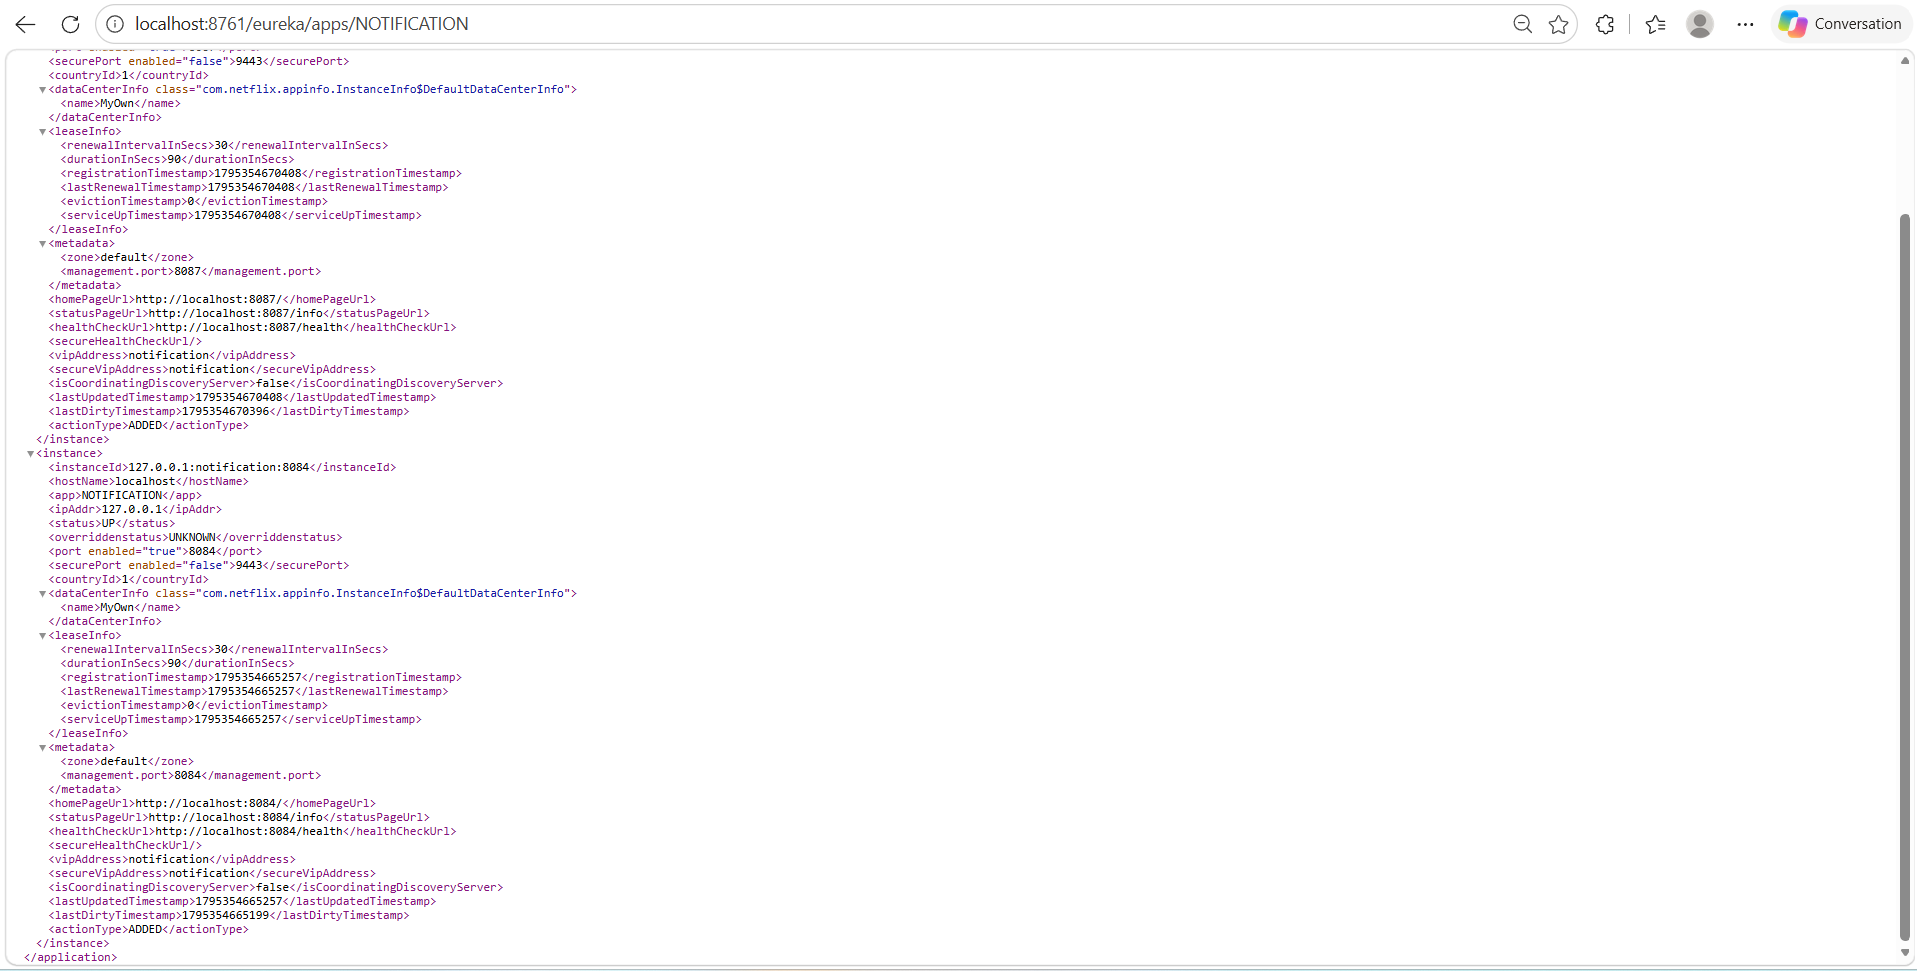 localhost:8761/eureka/apps/NOTIFICATION
Conversation
<securePort enabled="false">9443</securePort>
<countryId>1</countryId>
▼<dataCenterInfo class="com.netflix.appinfo.InstanceInfo$DefaultDataCenterInfo">
<name>MyOwn</name>
</dataCenterInfo>
▼<leaseInfo>
<renewalIntervalInSecs>30</renewalIntervalInSecs>
<durationInSecs>90</durationInSecs>
<registrationTimestamp>1795354670408</registrationTimestamp>
<lastRenewalTimestamp>1795354670408</lastRenewalTimestamp>
<evictionTimestamp>0</evictionTimestamp>
<serviceUpTimestamp>1795354670408</serviceUpTimestamp>
</leaseInfo>
▼<metadata>
<zone>default</zone>
<management.port>8087</management.port>
</metadata>
<homePageUrl>http://localhost:8087/</homePageUrl>
<statusPageUrl>http://localhost:8087/info</statusPageUrl>
<healthCheckUrl>http://localhost:8087/health</healthCheckUrl>
<secureHealthCheckUrl/>
<vipAddress>notification</vipAddress>
<secureVipAddress>notification</secureVipAddress>
<isCoordinatingDiscoveryServer>false</isCoordinatingDiscoveryServer>
<lastUpdatedTimestamp>1795354670408</lastUpdatedTimestamp>
<lastDirtyTimestamp>1795354670396</lastDirtyTimestamp>
<actionType>ADDED</actionType>
</instance>
▼<instance>
<instanceId>127.0.0.1:notification:8084</instanceId>
<hostName>localhost</hostName>
<app>NOTIFICATION</app>
<ipAddr>127.0.0.1</ipAddr>
<status>UP</status>
<overriddenstatus>UNKNOWN</overriddenstatus>
<port enabled="true">8084</port>
<securePort enabled="false">9443</securePort>
<countryId>1</countryId>
▼<dataCenterInfo class="com.netflix.appinfo.InstanceInfo$DefaultDataCenterInfo">
<name>MyOwn</name>
</dataCenterInfo>
▼<leaseInfo>
<renewalIntervalInSecs>30</renewalIntervalInSecs>
<durationInSecs>90</durationInSecs>
<registrationTimestamp>1795354665257</registrationTimestamp>
<lastRenewalTimestamp>1795354665257</lastRenewalTimestamp>
<evictionTimestamp>0</evictionTimestamp>
<serviceUpTimestamp>1795354665257</serviceUpTimestamp>
</leaseInfo>
▼<metadata>
<zone>default</zone>
<management.port>8084</management.port>
</metadata>
<homePageUrl>http://localhost:8084/</homePageUrl>
<statusPageUrl>http://localhost:8084/info</statusPageUrl>
<healthCheckUrl>http://localhost:8084/health</healthCheckUrl>
<secureHealthCheckUrl/>
<vipAddress>notification</vipAddress>
<secureVipAddress>notification</secureVipAddress>
<isCoordinatingDiscoveryServer>false</isCoordinatingDiscoveryServer>
<lastUpdatedTimestamp>1795354665257</lastUpdatedTimestamp>
<lastDirtyTimestamp>1795354665199</lastDirtyTimestamp>
<actionType>ADDED</actionType>
</instance>
</application>